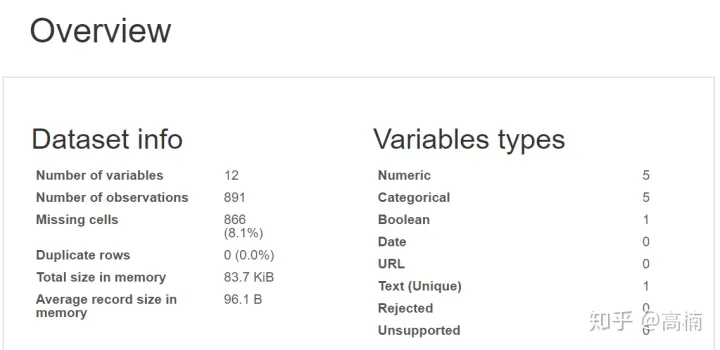 Overview
Dataset info
Number of variables 12
Number of observations 891
Missing cells 866
(8.1%)
Duplicate rows 0 (0.0%)
Total size in memory 83.7 KiB
Average record size in 96.1 B
memory
Variables types
Numeric 5
Categorical 5
Boolean 1
Date 0
URL 0
Text (Unique) 1
Rejected 0
Unsupported 0
知乎 @高楠